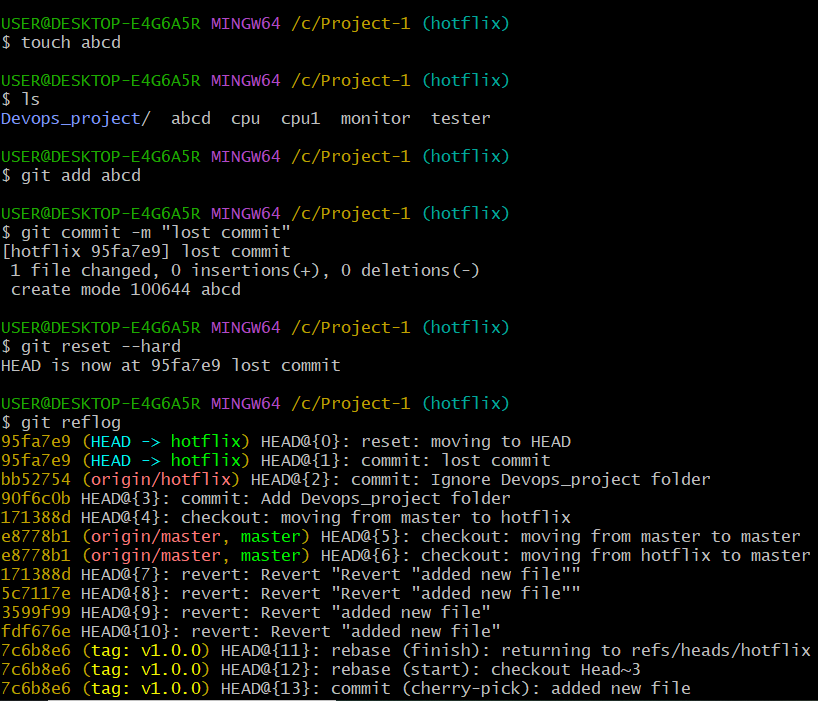 USER@DESKTOP-E4G6A5R MINGW64 /c/Project-1 (hotflix)
$ touch abcd
USER@DESKTOP-E4G6A5R MINGW64 /c/Project-1 (hotflix)
$ ls
Devops_project/  abcd  cpu  cpu1  monitor  tester
USER@DESKTOP-E4G6A5R MINGW64 /c/Project-1 (hotflix)
$ git add abcd
USER@DESKTOP-E4G6A5R MINGW64 /c/Project-1 (hotflix)
$ git commit -m "lost commit"
[hotflix 95fa7e9] lost commit
 1 file changed, 0 insertions(+), 0 deletions(-)
 create mode 100644 abcd
USER@DESKTOP-E4G6A5R MINGW64 /c/Project-1 (hotflix)
$ git reset --hard
HEAD is now at 95fa7e9 lost commit
USER@DESKTOP-E4G6A5R MINGW64 /c/Project-1 (hotflix)
$ git reflog
95fa7e9 (HEAD -> hotflix) HEAD@{0}: reset: moving to HEAD
95fa7e9 (HEAD -> hotflix) HEAD@{1}: commit: lost commit
bb52754 (origin/hotflix) HEAD@{2}: commit: Ignore Devops_project folder
90f6c0b HEAD@{3}: commit: Add Devops_project folder
171388d HEAD@{4}: checkout: moving from master to hotflix
e8778b1 (origin/master, master) HEAD@{5}: checkout: moving from master to master
e8778b1 (origin/master, master) HEAD@{6}: checkout: moving from hotflix to master
171388d HEAD@{7}: revert: Revert "Revert "added new file""
5c7117e HEAD@{8}: revert: Revert "Revert "added new file""
3599f99 HEAD@{9}: revert: Revert "added new file"
fdf676e HEAD@{10}: revert: Revert "added new file"
7c6b8e6 (tag: v1.0.0) HEAD@{11}: rebase (finish): returning to refs/heads/hotflix
7c6b8e6 (tag: v1.0.0) HEAD@{12}: rebase (start): checkout Head~3
7c6b8e6 (tag: v1.0.0) HEAD@{13}: commit (cherry-pick): added new file